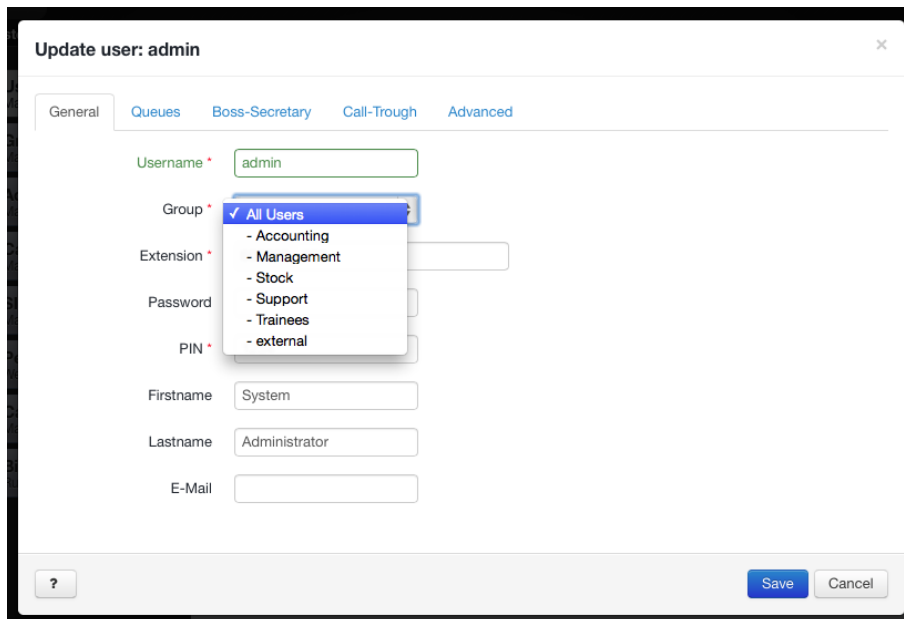 Update user: admin
×
General Queues Boss-Secretary Call-Trough Advanced
Username * admin
Group *
✓ All Users
- Accounting
- Management
- Stock
- Support
- Trainees
- external
Extension *
Password
PIN *
Firstname System
Lastname Administrator
E-Mail
? Save Cancel